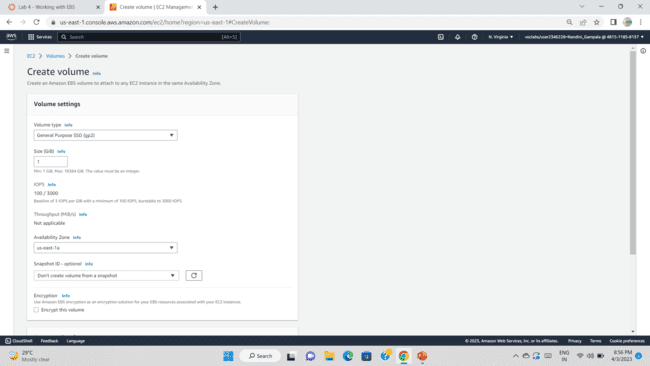 Lab 4 - Working with EBS
Create volume | EC2 Management
us-east-1.console.aws.amazon.com/ec2/home?region=us-east-1#CreateVolume:
aws
Services
Search
[Alt+S]
N. Virginia
EC2 > Volumes > Create volume
Create volume Info
Create an Amazon EBS volume to attach to any EC2 instance in the same Availability Zone.
Volume settings
Volume type Info
General Purpose SSD (gp2)
Size (GiB) Info
1
Min: 1 GiB, Max: 16384 GiB. The value must be an integer.
IOPS Info
100 / 3000
Baseline of 3 IOPS per GiB with a minimum of 100 IOPS, burstable to 3000 IOPS.
Throughput (MiB/s) Info
Not applicable
Availability Zone Info
us-east-1a
Snapshot ID - optional Info
Don't create volume from a snapshot
Encryption Info
Use Amazon EBS encryption as an encryption solution for your EBS resources associated with your EC2 instances.
Encrypt this volume
CloudShell Feedback Language
© 2023, Amazon Web Services, Inc. or its affiliates. Privacy Terms Cookie preferences
29°C
Mostly clear
Search
ENG
IN
8:56 PM
4/3/2023